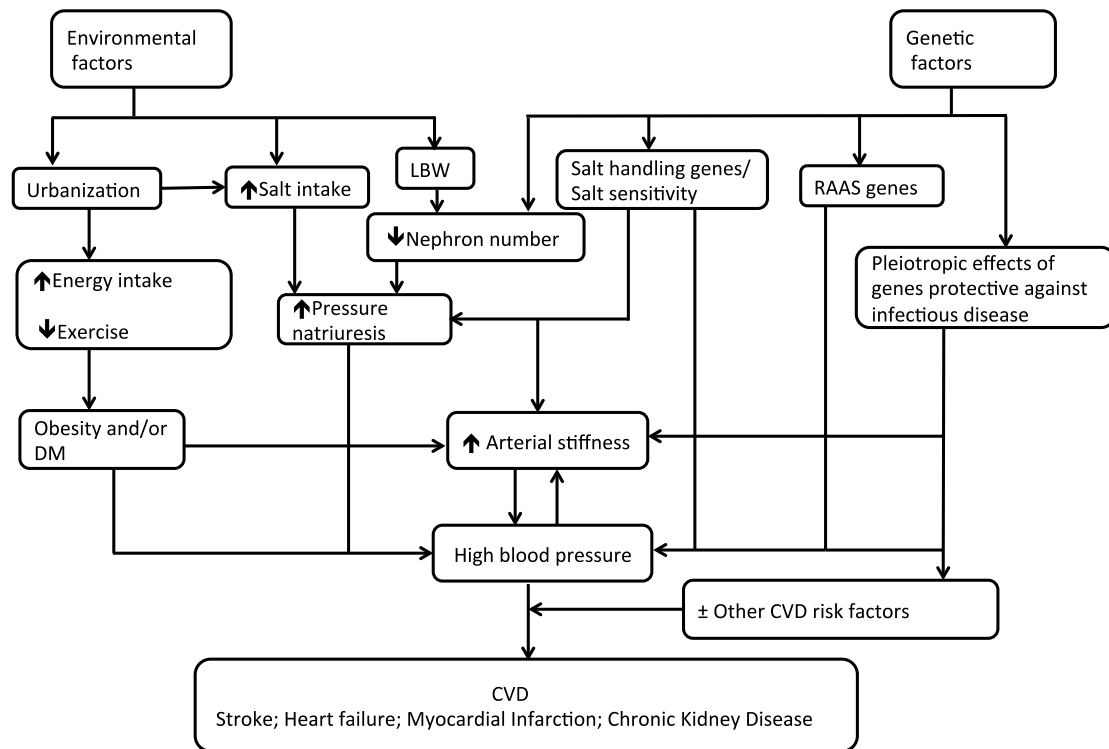 Environmental
factors
Genetic
factors
Urbanization
↑Salt intake
LBW
Salt handling genes/
Salt sensitivity
RAAS genes
↓Nephron number
↑Energy intake
↓Exercise
↑Pressure
natriuresis
Pleiotropic effects of
genes protective against
infectious disease
Obesity and/or
DM
↑ Arterial stiffness
High blood pressure
± Other CVD risk factors
CVD
Stroke; Heart failure; Myocardial Infarction; Chronic Kidney Disease